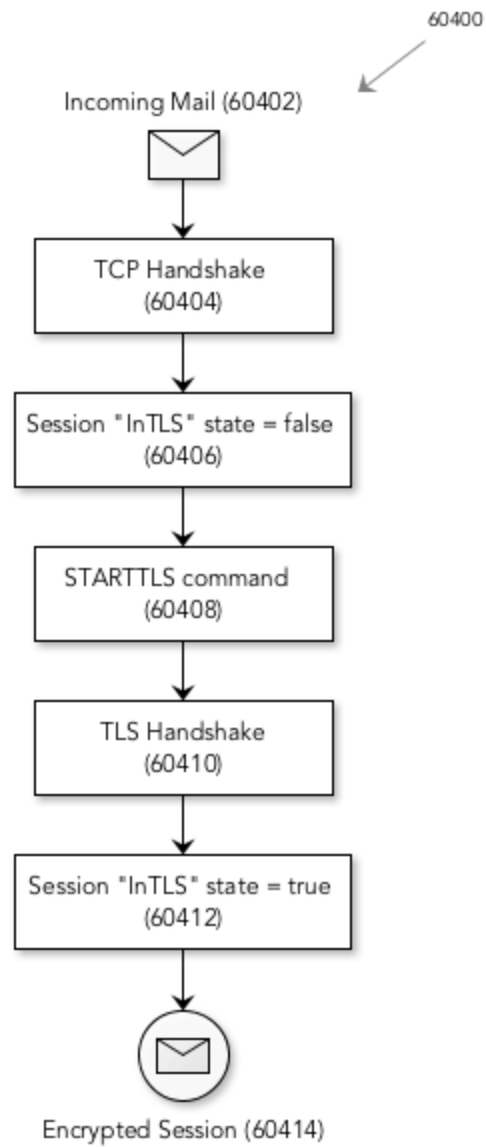 60400
Incoming Mail (60402)
TCP Handshake
(60404)
Session "InTLS" state = false
(60406)
STARTTLS command
(60408)
TLS Handshake
(60410)
Session "InTLS" state = true
(60412)
Encrypted Session (60414)